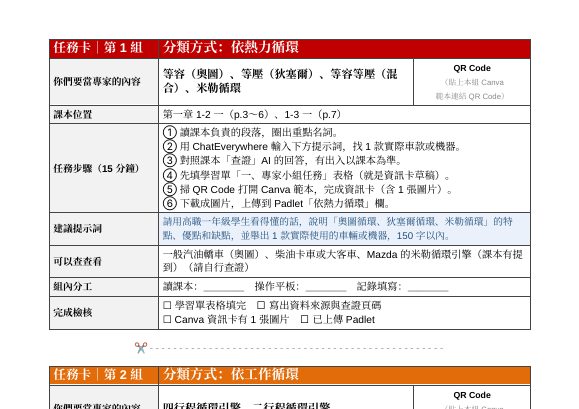 任務卡｜第 1 組 分類方式：依熱力循環
你們要當專家的內容 等容（奧圖）、等壓（狄塞爾）、等容等壓（混
合）、米勒循環
QR Code
（貼上本組 Canva
範本連結 QR Code）
課本位置 第一章 1-2 一（p.3～6）、1-3 一（p.7）
任務步驟（15 分鐘）
① 讀課本負責的段落，圈出重點名詞。
② 用 ChatEverywhere 輸入下方提示詞，找 1 款實際車款或機器。
③ 對照課本「查證」AI 的回答，有出入以課本為準。
④ 先填學習單「一、專家小組任務」表格（就是資訊卡草稿）。
⑤ 掃 QR Code 打開 Canva 範本，完成資訊卡（含 1 張圖片）。
⑥ 下載成圖片，上傳到 Padlet「依熱力循環」欄。
建議提示詞 請用高職一年級學生看得懂的話，說明「奧圖循環、狄塞爾循環、米勒循環」的特
點、優點和缺點，並舉出 1 款實際使用的車輛或機器，150 字以內。
可以查查看 一般汽油轎車（奧圖）、柴油卡車或大客車、Mazda 的米勒循環引擎（課本有提
到）（請自行查證）
組內分工 讀課本：________ 操作平板：________ 記錄填寫：________
完成檢核 ☐ 學習單表格填完 ☐ 寫出資料來源與查證頁碼
☐ Canva 資訊卡有 1 張圖片 ☐ 已上傳 Padlet
任務卡｜第 2 組 分類方式：依工作循環
QR Code